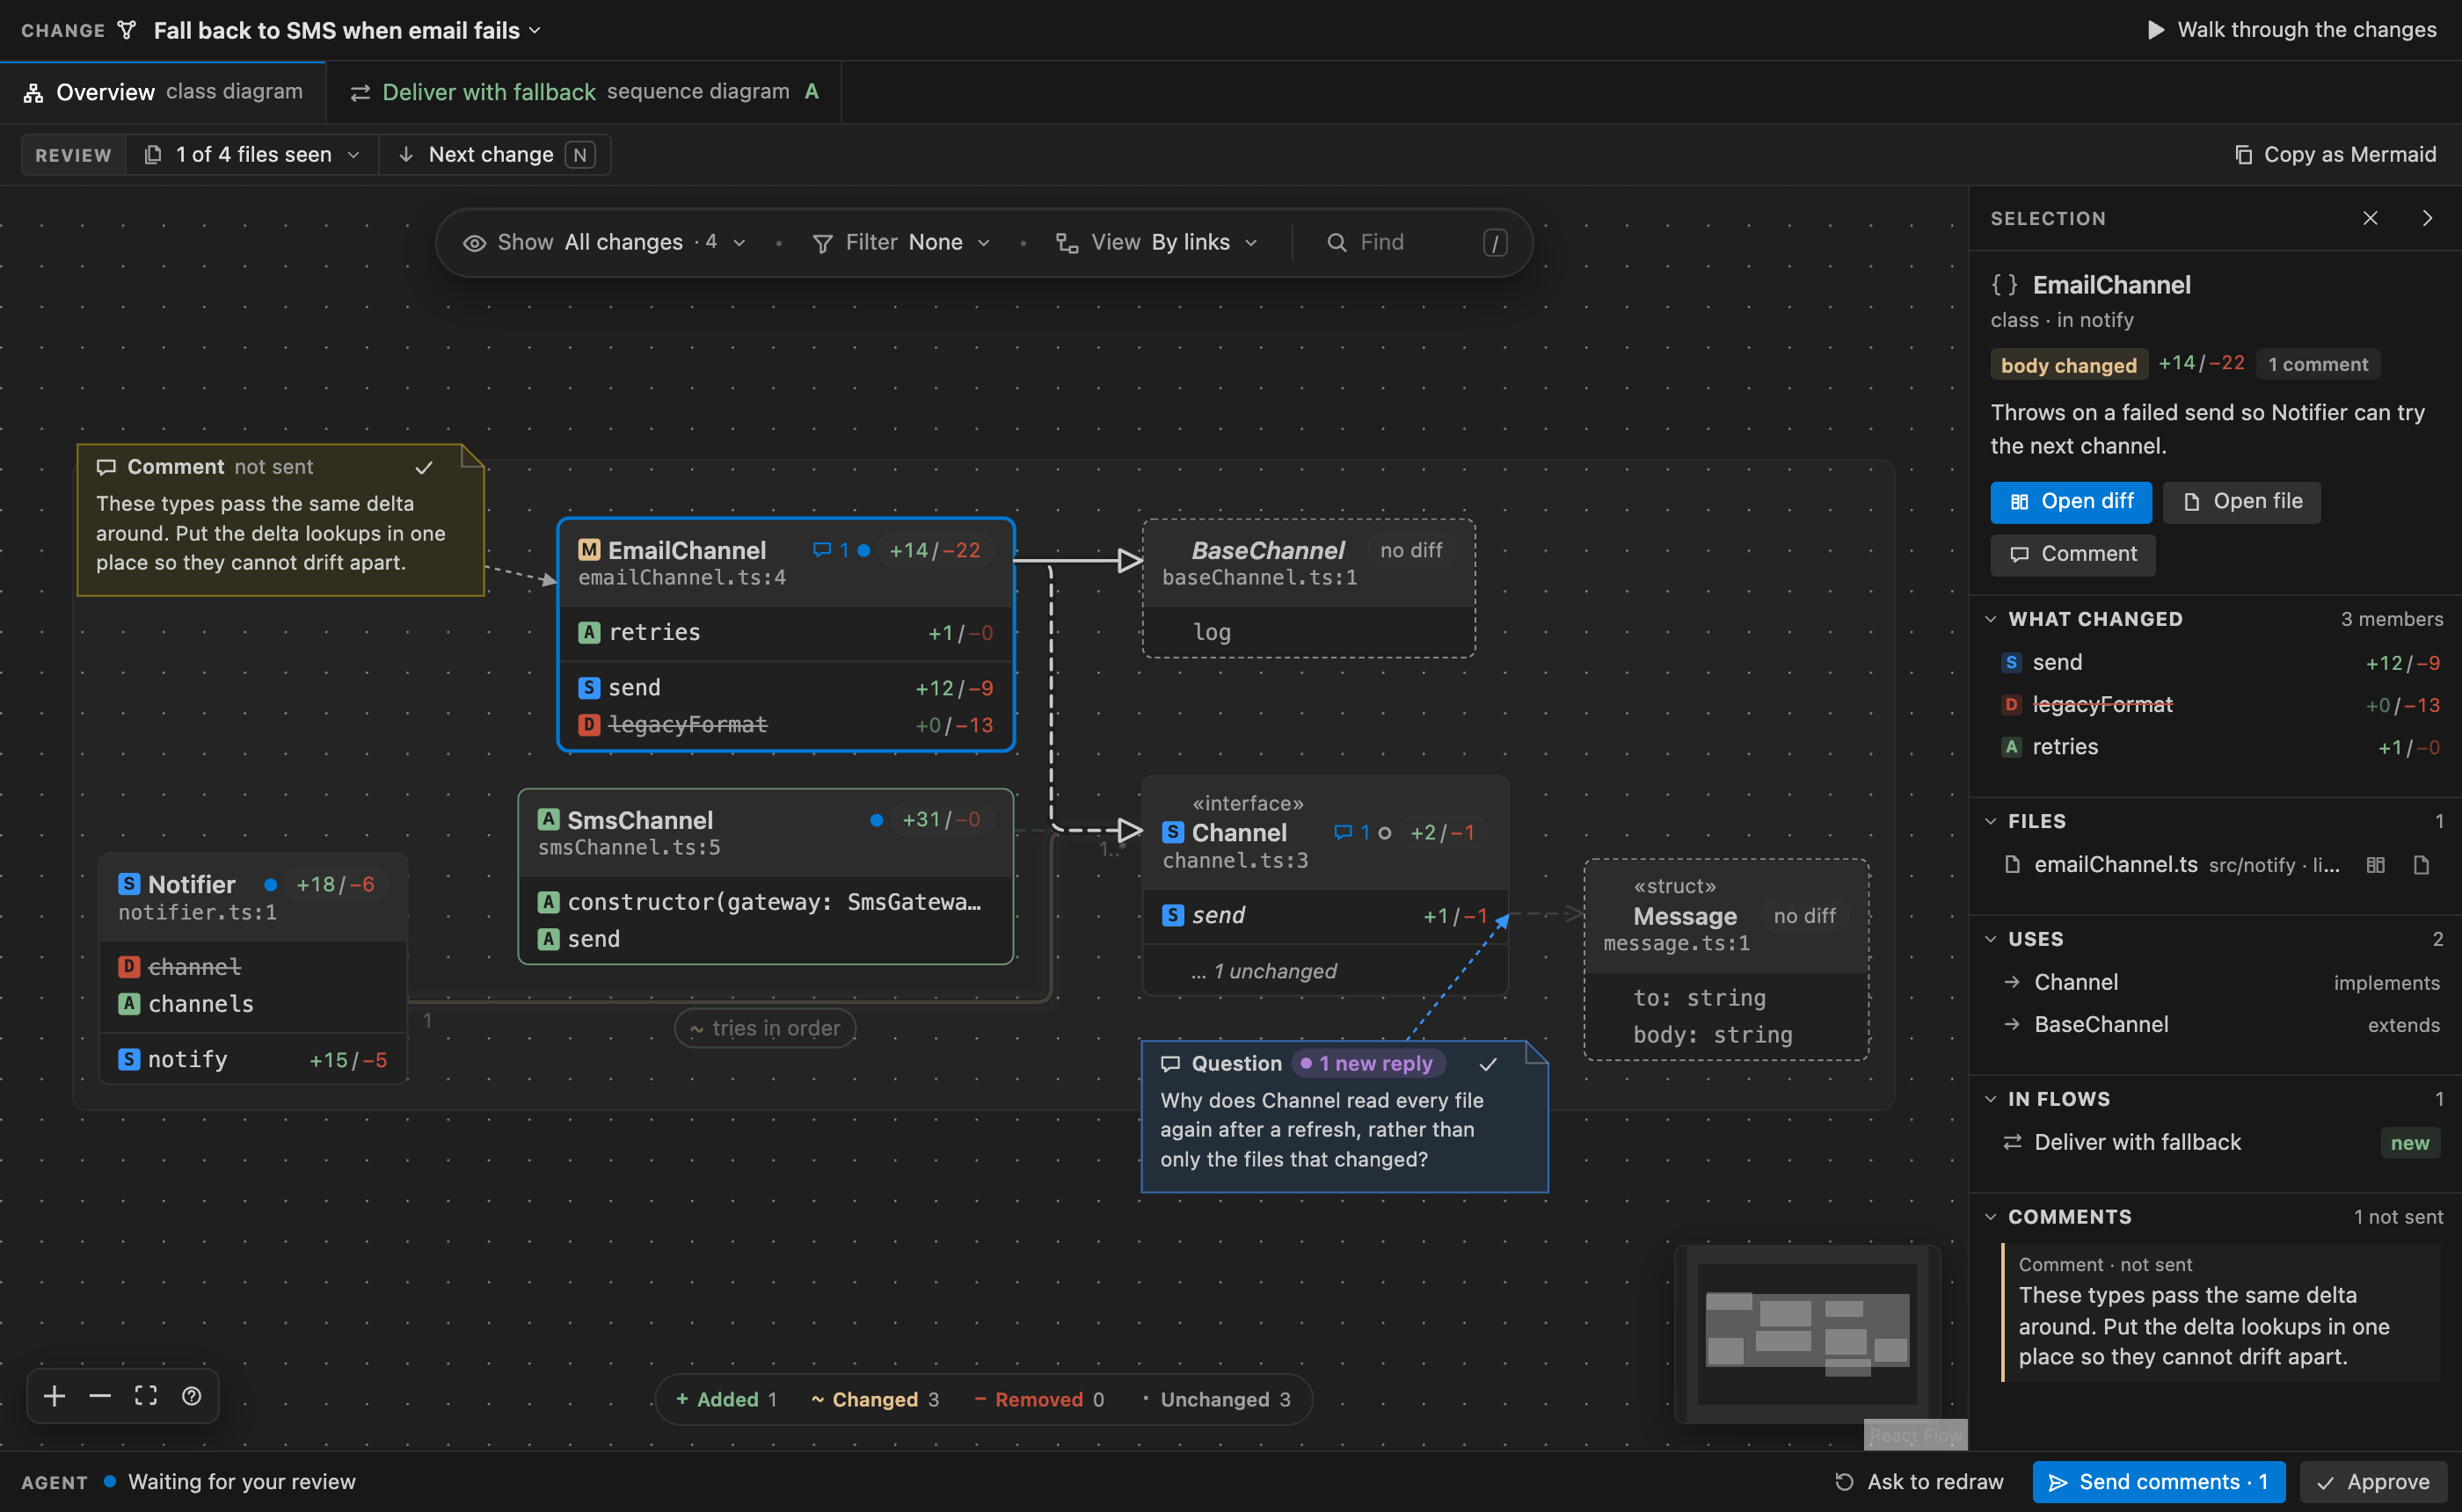 CHANGE Fall back to SMS when email fails
Walk through the changes
Overview class diagram
Deliver with fallback sequence diagram A
REVIEW 1 of 4 files seen
Next change N
Copy as Mermaid
Show All changes · 4
Filter None
View By links
Find /
Comment not sent
These types pass the same delta
around. Put the delta lookups in one
place so they cannot drift apart.
M EmailChannel 1 +14/−22
emailChannel.ts:4
A retries +1/−0
S send +12/−9
D legacyFormat +0/−13
BaseChannel no diff
baseChannel.ts:1
log
A SmsChannel +31/−0
smsChannel.ts:5
A constructor(gateway: SmsGatewa…
A send
S Notifier +18/−6
notifier.ts:1
D channel
A channels
S notify +15/−5
1
~ tries in order
1..*
«interface»
S Channel 1 +2/−1
channel.ts:3
S send +1/−1
… 1 unchanged
«struct»
Message no diff
message.ts:1
to: string
body: string
Question 1 new reply
Why does Channel read every file
again after a refresh, rather than
only the files that changed?
+ Added 1 ~ Changed 3 − Removed 0 · Unchanged 3
React Flow
SELECTION
{ } EmailChannel
class · in notify
body changed +14/−22 1 comment
Throws on a failed send so Notifier can try
the next channel.
Open diff
Open file
Comment
WHAT CHANGED 3 members
S send +12/−9
D legacyFormat +0/−13
A retries +1/−0
FILES 1
emailChannel.ts src/notify · li…
USES 2
Channel implements
BaseChannel extends
IN FLOWS 1
Deliver with fallback new
COMMENTS 1 not sent
Comment · not sent
These types pass the same delta
around. Put the delta lookups in one
place so they cannot drift apart.
AGENT Waiting for your review
Ask to redraw
Send comments · 1
Approve